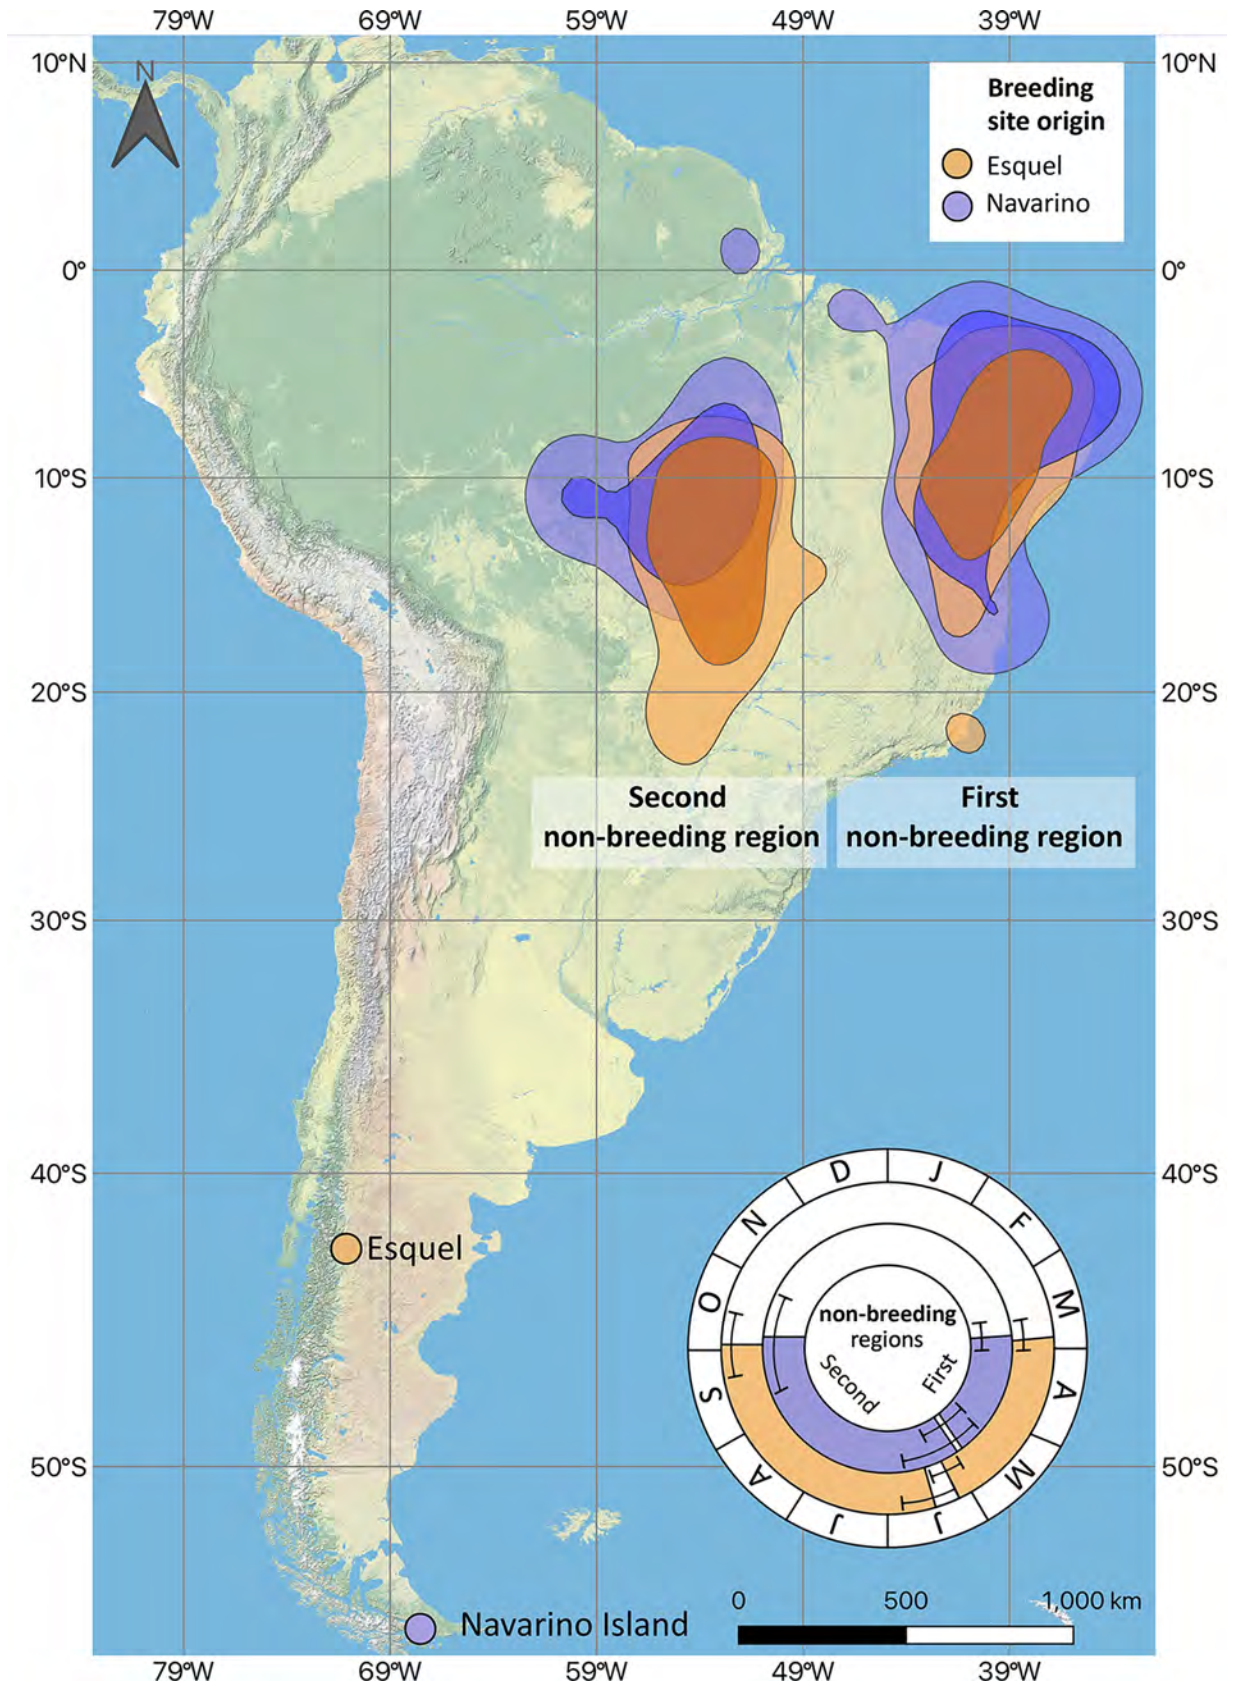 79°W 69°W 59°W 49°W 39°W
10°N 10°N
N
Breeding
site origin
Esquel
Navarino
0° 0°
10°S 10°S
20°S 20°S
Second
non-breeding region
First
non-breeding region
30°S 30°S
40°S 40°S
Esquel
D J
N F
O M
non-breeding
regions
Second First
S A
A M
J J
50°S 50°S
0 500 1,000 km
Navarino Island
79°W 69°W 59°W 49°W 39°W